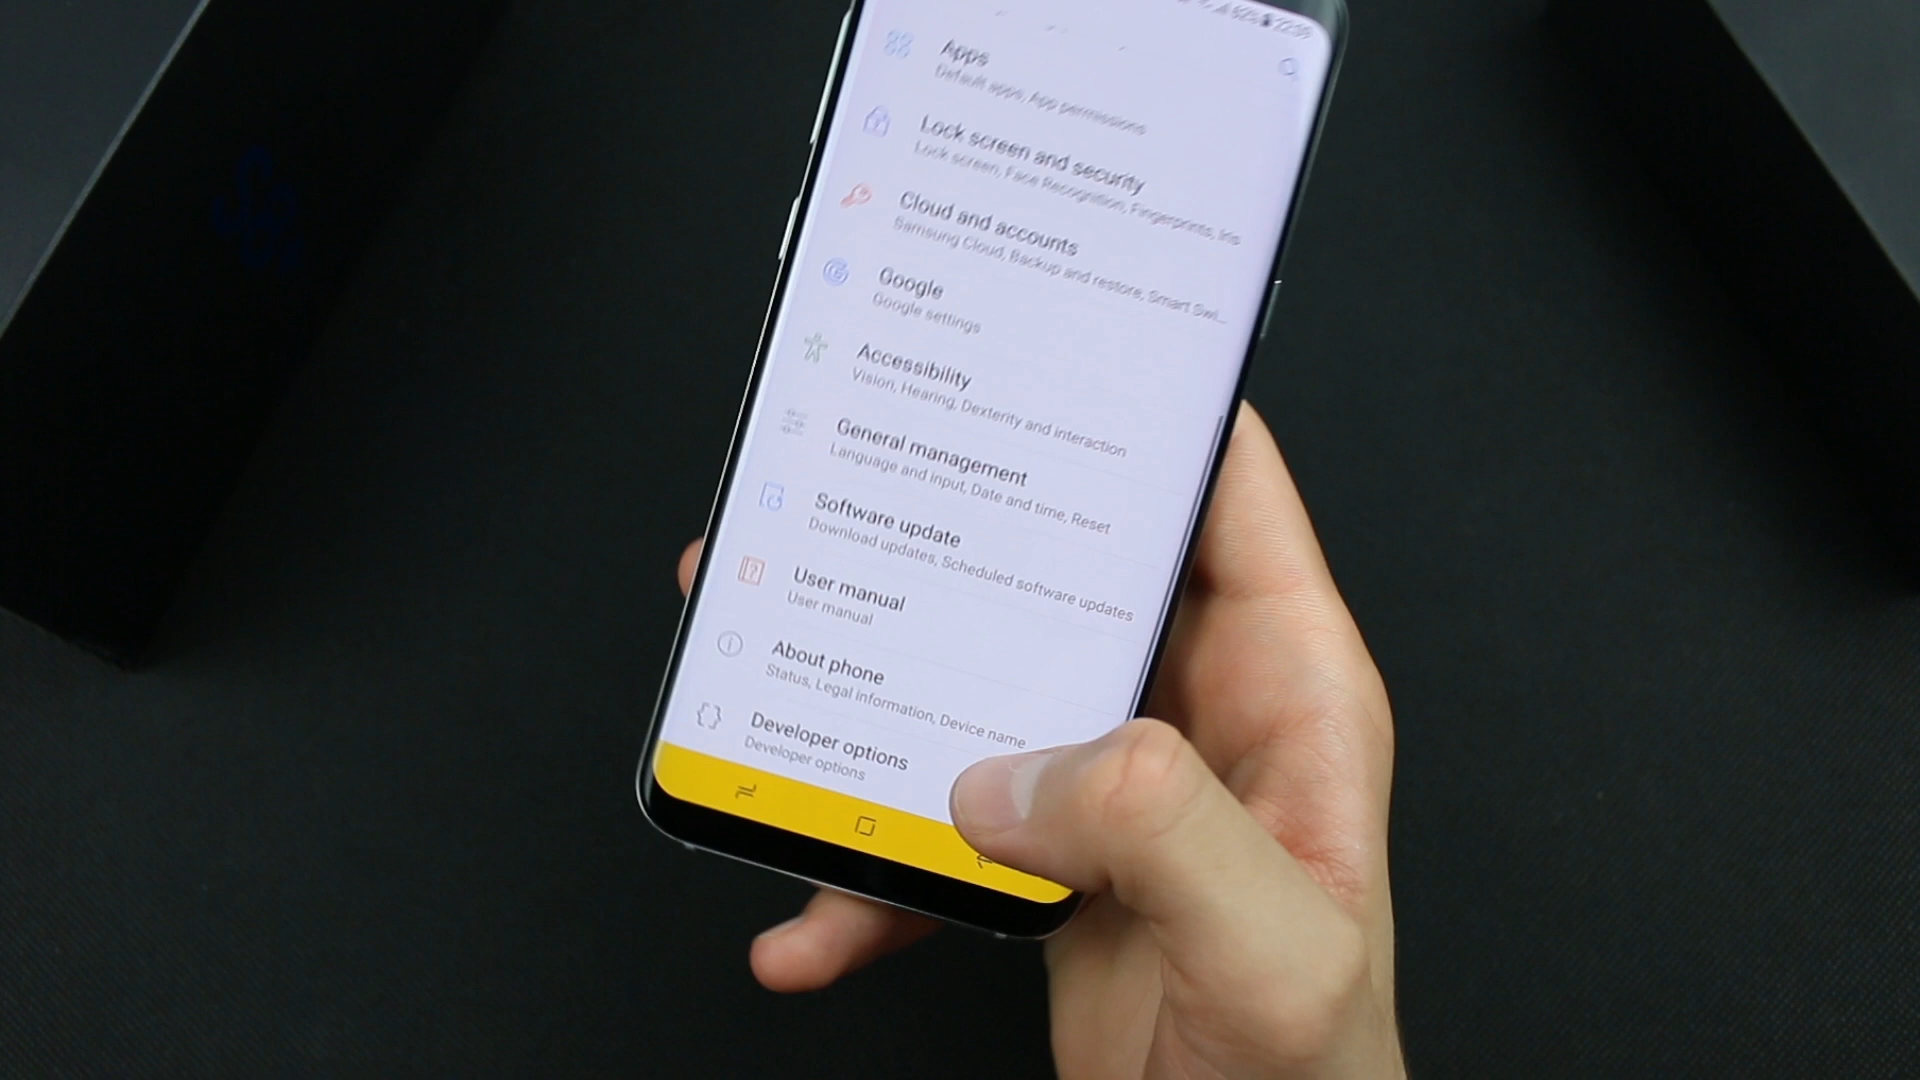 52% 22:39
Apps
Default apps, App permissions
Lock screen and security
Lock screen, Face Recognition, Fingerprints, Iris
Cloud and accounts
Samsung Cloud, Backup and restore, Smart Swi...
Google
Google settings
Accessibility
Vision, Hearing, Dexterity and interaction
General management
Language and input, Date and time, Reset
Software update
Download updates, Scheduled software updates
User manual
User manual
About phone
Status, Legal information, Device name
Developer options
Developer options